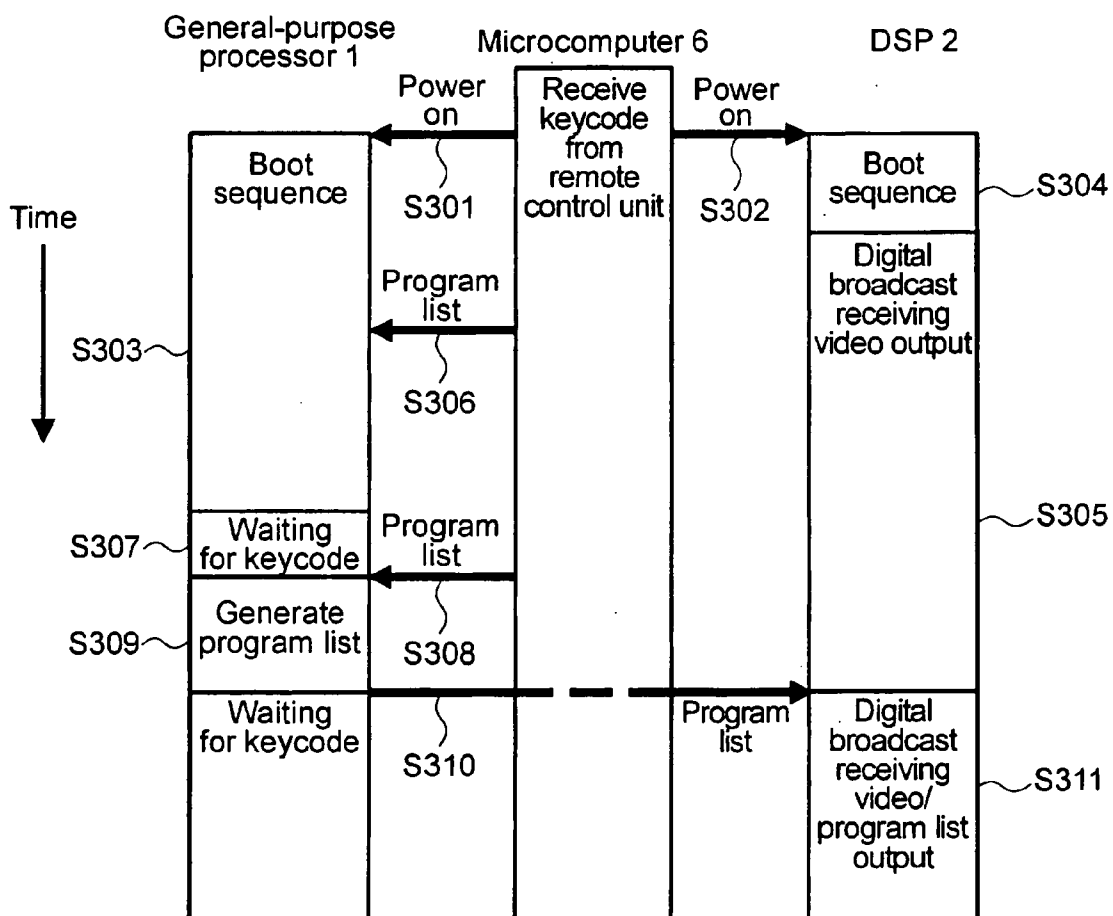 General-purpose
processor 1
Microcomputer 6
DSP 2
Power
on
Receive
keycode
from
remote
control unit
Power
on
Boot
sequence
S301
S302
Boot
sequence
S304
Time
Program
list
Digital
broadcast
receiving
video output
S303
S306
S307
Waiting
for keycode
Program
list
S305
S309
Generate
program list
S308
Waiting
for keycode
S310
Program
list
Digital
broadcast
receiving
video/
program list
output
S311